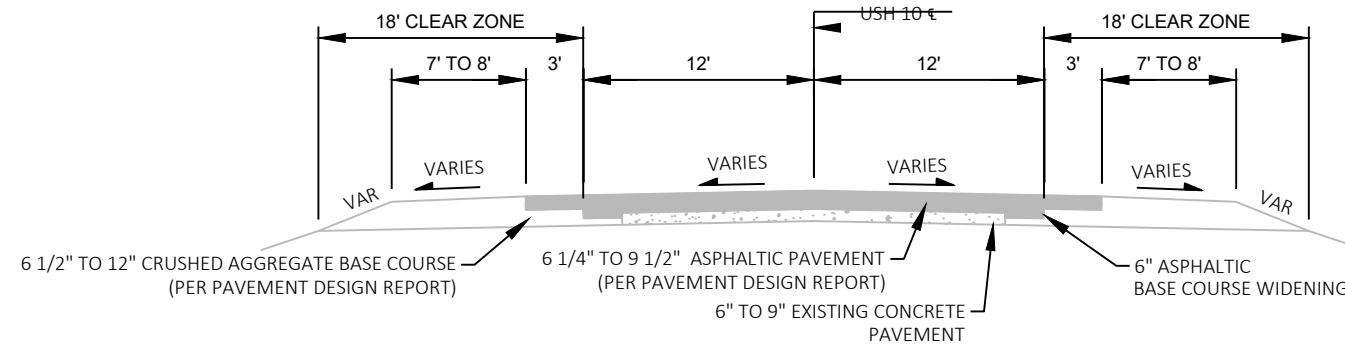 USH 10 ℄
18' CLEAR ZONE
18' CLEAR ZONE
7' TO 8'
3'
12'
12'
3'
7' TO 8'
VARIES
VARIES
VARIES
VARIES
VAR
VAR
6 1/2" TO 12" CRUSHED AGGREGATE BASE COURSE
(PER PAVEMENT DESIGN REPORT)
6 1/4" TO 9 1/2" ASPHALTIC PAVEMENT
(PER PAVEMENT DESIGN REPORT)
6" TO 9" EXISTING CONCRETE
PAVEMENT
6" ASPHALTIC
BASE COURSE WIDENING